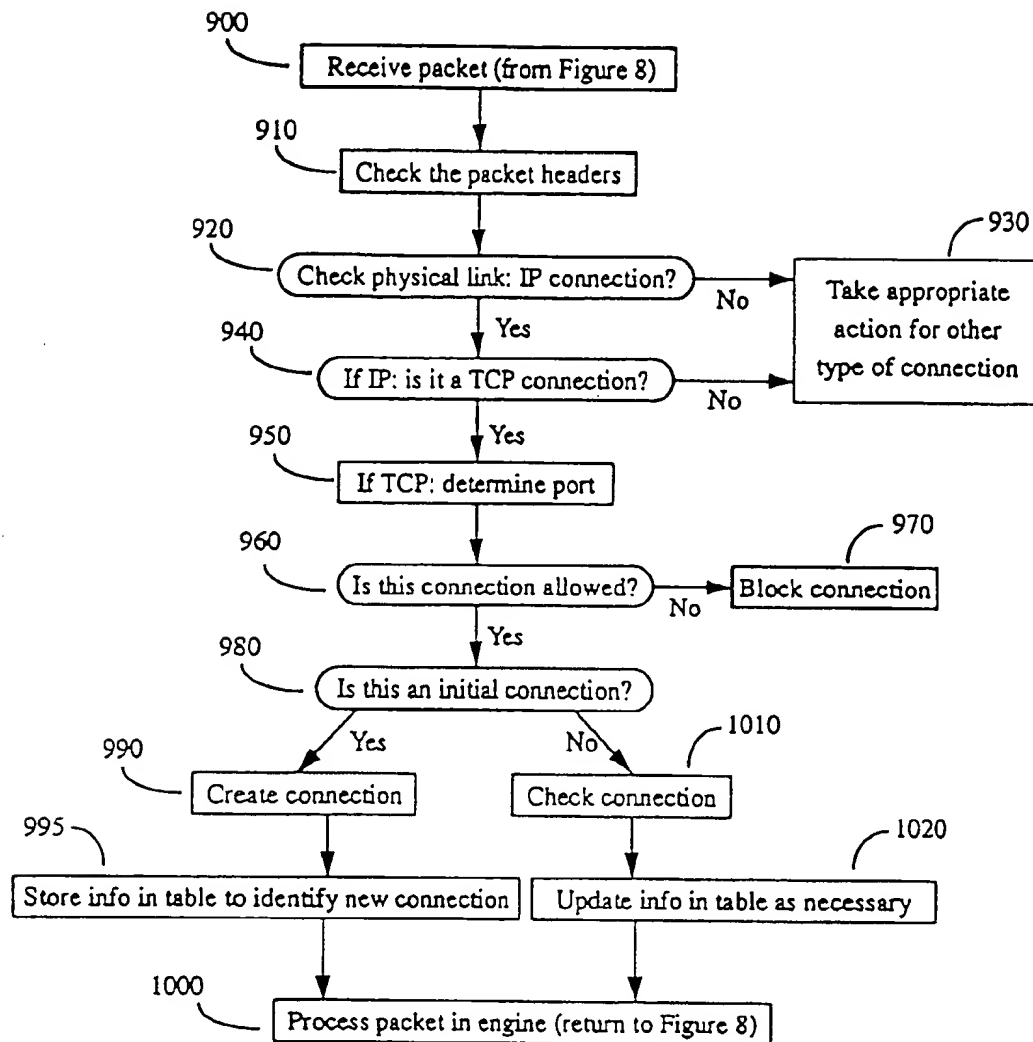 900
Receive packet (from Figure 8)
910
Check the packet headers
920
Check physical link: IP connection?
No
930
Take appropriate
action for other
type of connection
Yes
940
If IP: is it a TCP connection?
No
Yes
950
If TCP: determine port
960
Is this connection allowed?
No
970
Block connection
Yes
980
Is this an initial connection?
Yes
No
990
Create connection
1010
Check connection
995
Store info in table to identify new connection
1020
Update info in table as necessary
1000
Process packet in engine (return to Figure 8)